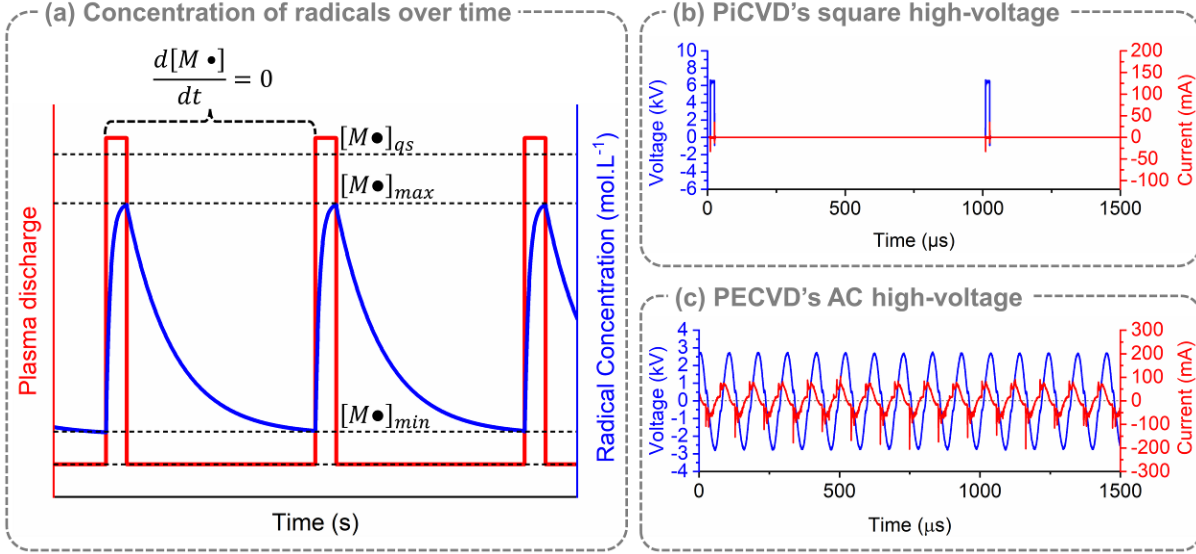 (a) Concentration of radicals over time
d[M •]
dt
= 0
[M●]qs
[M●]max
[M●]min
Plasma discharge
Radical Concentration (mol.L-1)
Time (s)
(b) PiCVD's square high-voltage
10
8
6
4
2
0
-2
-4
-6
Voltage (kV)
200
150
100
50
0
-50
-100
Current (mA)
0 500 1000 1500
Time (µs)
(c) PECVD's AC high-voltage
4
3
2
1
0
-1
-2
-3
-4
Voltage (kV)
300
200
100
0
-100
-200
-300
Current (mA)
0 500 1000 1500
Time (µs)